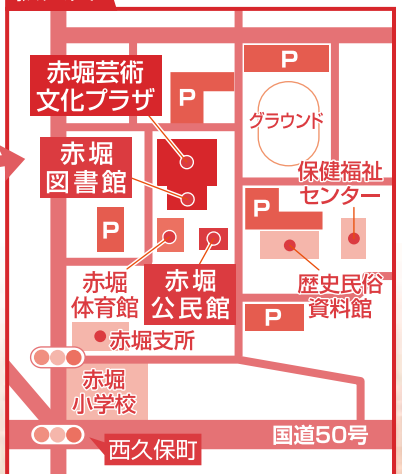 赤堀芸術
文化プラザ
P
P
グラウンド
赤堀
図書館
保健福祉
センター
P
P
赤堀
体育館
赤堀
公民館
歴史民俗
資料館
P
赤堀支所
赤堀
小学校
国道50号
西久保町